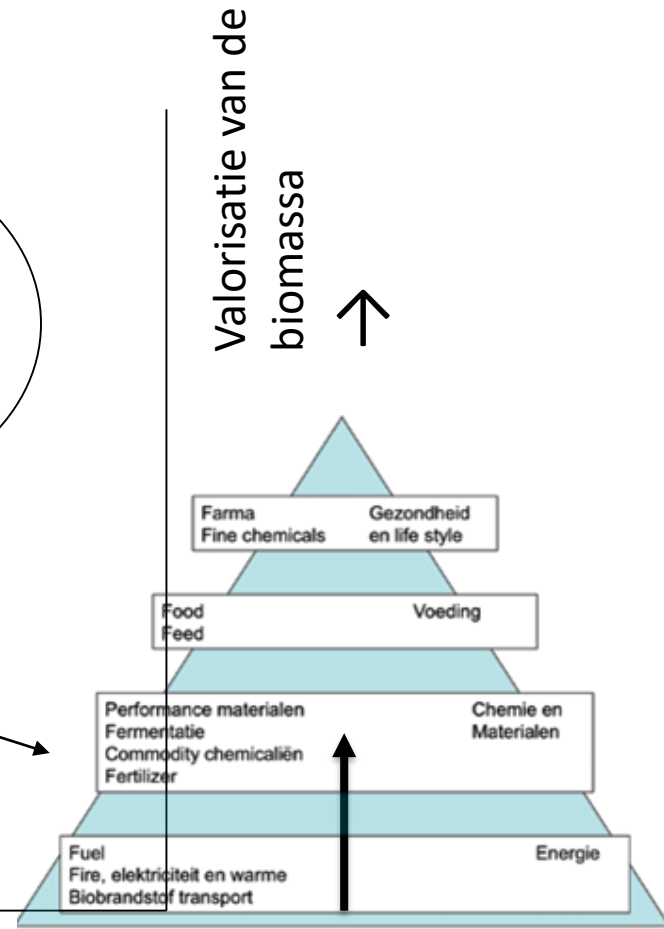 Valorisatie van de
biomassa
Farma
Fine chemicals
Gezondheid
en life style
Food
Feed
Voeding
Performance materialen
Fermentatie
Commodity chemicaliën
Fertilizer
Chemie en
Materialen
Fuel
Fire, elektriciteit en warme
Biobrandstof transport
Energie